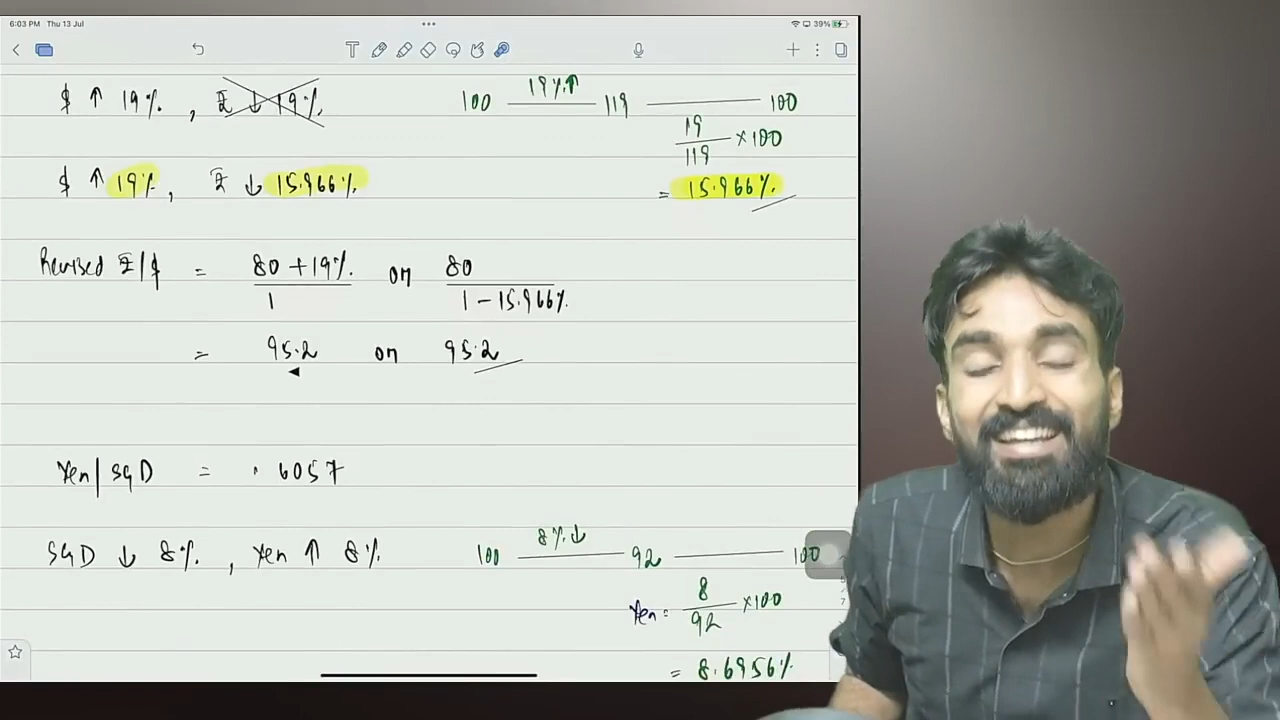 6:03 PM Thu 13 Jul
39%
$ ↑ 19%. , ₹ ↓ 19%. 100 19%↑ 119 100
19/119 × 100
$ ↑ 19%, ₹ ↓ 15.966%. = 15.966%.
Revised ₹/$ = 80 + 19%. / 1 or 80 / 1 - 15.966%.
= 95.2 or 95.2
Yen/SGD = .6057
SGD ↓ 8%. , Yen ↑ 8%. 100 8%↓ 92 100
Yen = 8/92 × 100
= 8.6956%